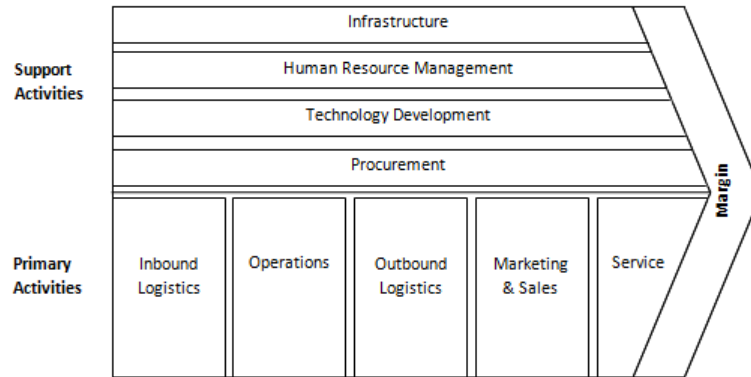 Infrastructure
Support
Activities
Human Resource Management
Technology Development
Procurement
Margin
Primary
Activities
Inbound
Logistics
Operations
Outbound
Logistics
Marketing
& Sales
Service